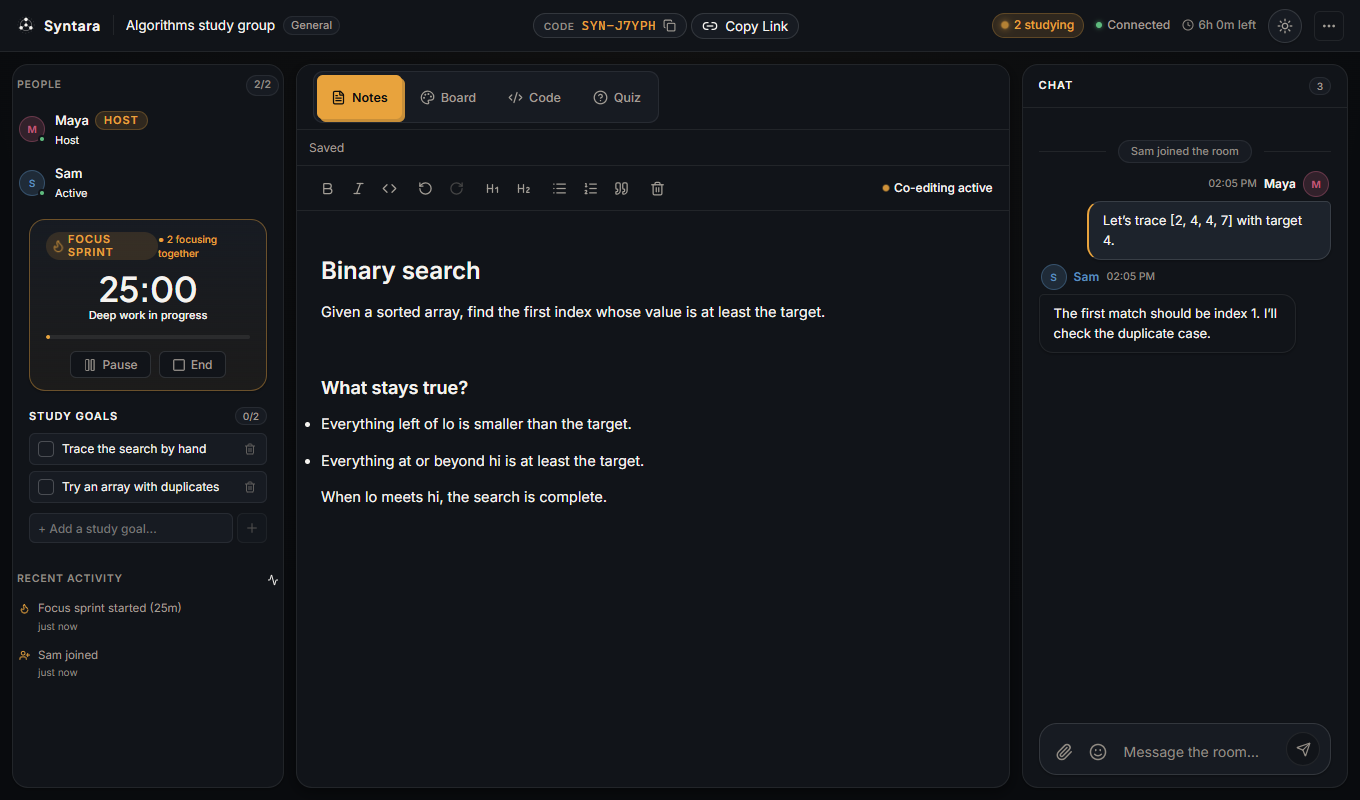 Syntara
Algorithms study group
General
CODE SYN-J7YPH
Copy Link
2 studying
Connected
6h 0m left
PEOPLE
2/2
M
Maya
HOST
Host
S
Sam
Active
FOCUS SPRINT
2 focusing together
25:00
Deep work in progress
Pause
End
STUDY GOALS
0/2
Trace the search by hand
Try an array with duplicates
+ Add a study goal...
RECENT ACTIVITY
Focus sprint started (25m)
just now
Sam joined
just now
Notes
Board
Code
Quiz
Saved
B I H1 H2
Co-editing active
Binary search
Given a sorted array, find the first index whose value is at least the target.
What stays true?
• Everything left of lo is smaller than the target.
• Everything at or beyond hi is at least the target.
When lo meets hi, the search is complete.
CHAT
3
Sam joined the room
02:05 PM Maya M
Let’s trace [2, 4, 4, 7] with target
4.
S Sam 02:05 PM
The first match should be index 1. I’ll
check the duplicate case.
Message the room...